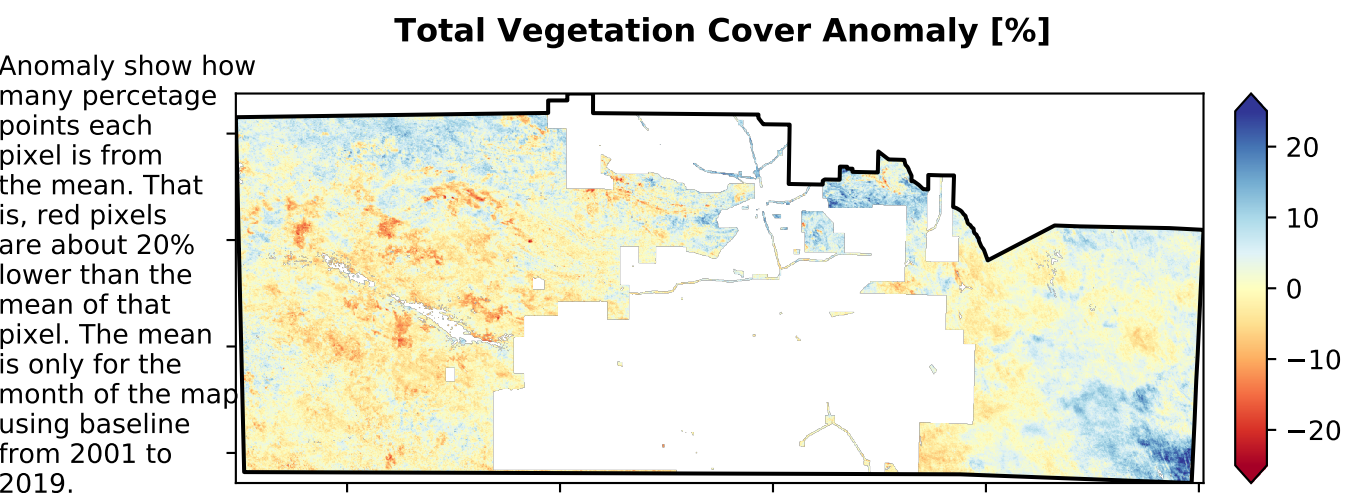 Total Vegetation Cover Anomaly [%]
Anomaly show how
many percetage
points each
pixel is from
the mean. That
is, red pixels
are about 20%
lower than the
mean of that
pixel. The mean
is only for the
month of the map
using baseline
from 2001 to
2019.
20
10
0
−10
−20